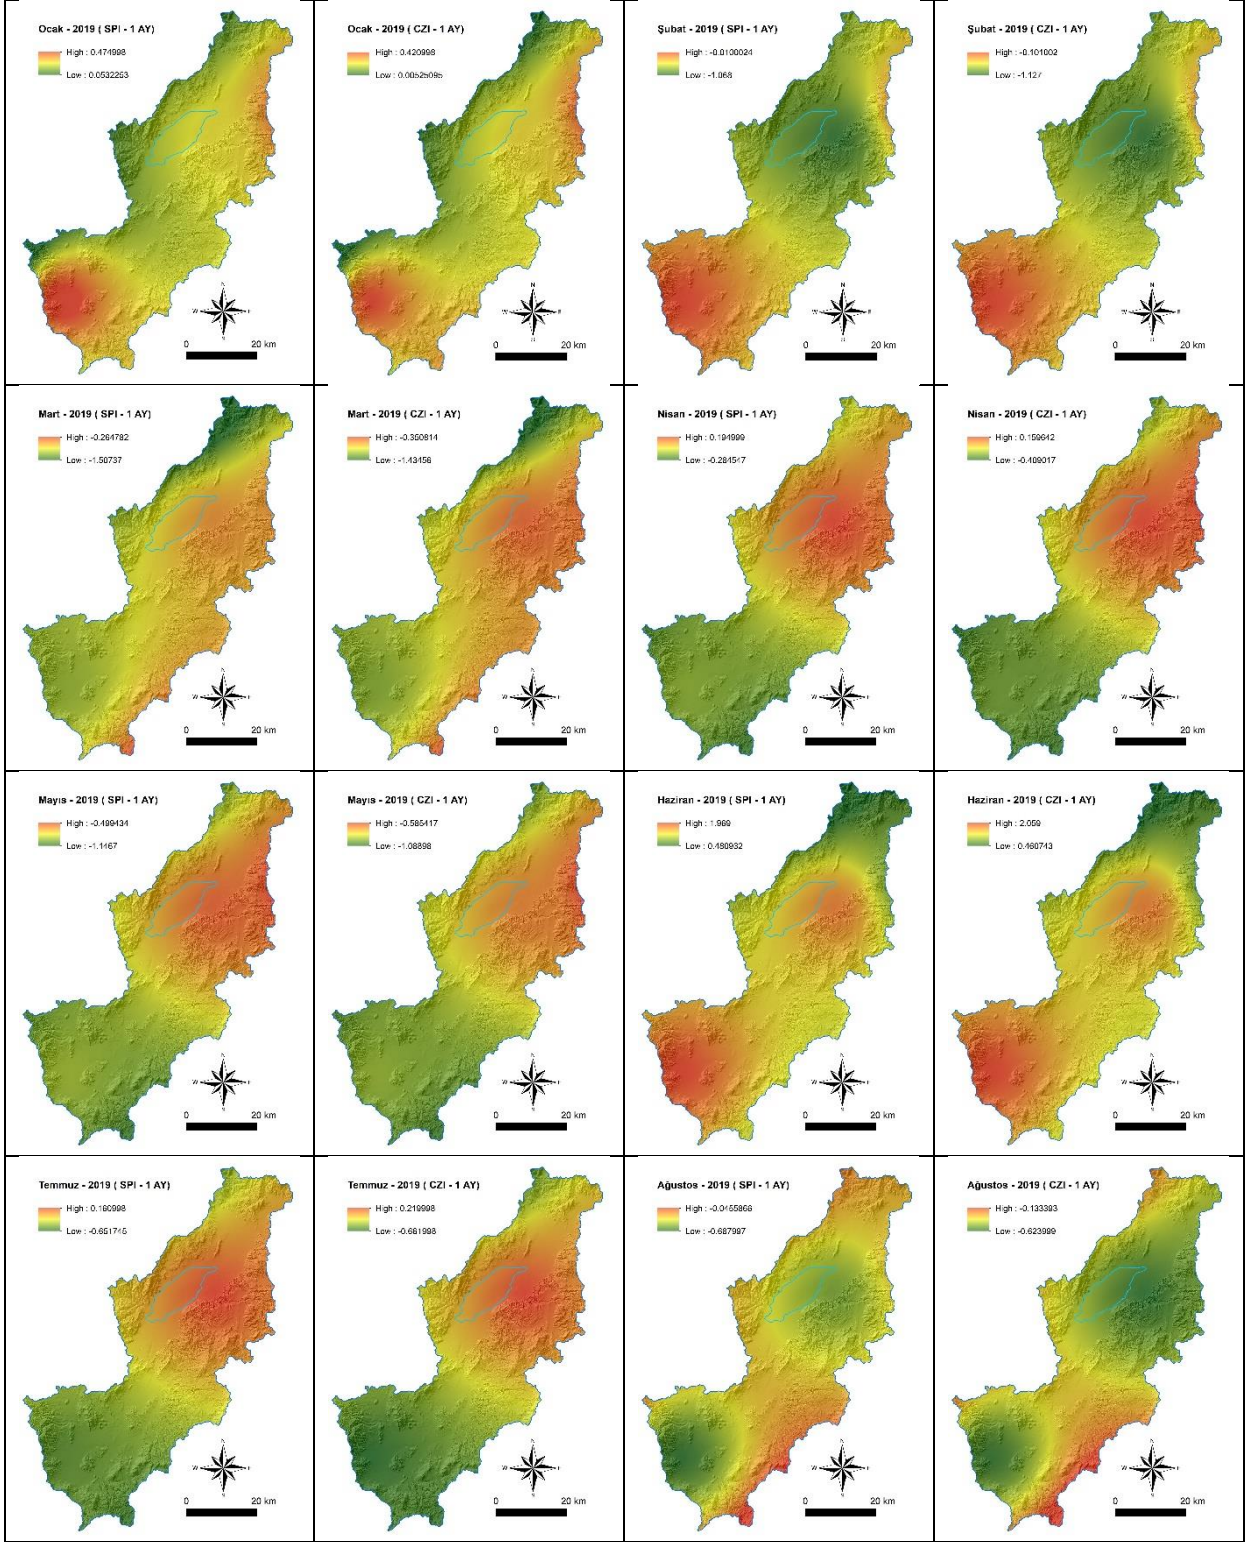 Ocak - 2019 ( SPI - 1 AY)
High : 0.474998
Low : 0.0532253
0 20 km
Ocak - 2019 ( CZI - 1 AY)
High : 0.420998
0 20 km
Şubat - 2019 ( SPI - 1 AY)
High : -0.0100024
Low : -1.068
0 20 km
Şubat - 2019 ( CZI - 1 AY)
High : -0.101002
Low : -1.127
0 20 km
Mart - 2019 ( SPI - 1 AY)
High : -0.264782
Low : -1.50737
0 20 km
Mart - 2019 ( CZI - 1 AY)
High : -0.350814
Low : -1.43456
0 20 km
Nisan - 2019 ( SPI - 1 AY)
High : 0.194999
Low : -0.284547
0 20 km
Nisan - 2019 ( CZI - 1 AY)
High : 0.159642
Low : -0.409017
0 20 km
Mayıs - 2019 ( SPI - 1 AY)
High : -0.499434
Low : -1.1467
0 20 km
Mayıs - 2019 ( CZI - 1 AY)
High : -0.585417
Low : -1.08898
0 20 km
Haziran - 2019 ( SPI - 1 AY)
High : 1.969
Low : 0.480932
0 20 km
Haziran - 2019 ( CZI - 1 AY)
High : 2.059
Low : 0.460743
0 20 km
Temmuz - 2019 ( SPI - 1 AY)
High : 0.160998
Low : -0.651745
0 20 km
Temmuz - 2019 ( CZI - 1 AY)
High : 0.219998
Low : -0.661998
0 20 km
Ağustos - 2019 ( SPI - 1 AY)
High : -0.0455866
Low : -0.687997
0 20 km
Ağustos - 2019 ( CZI - 1 AY)
High : -0.133393
Low : -0.623999
0 20 km